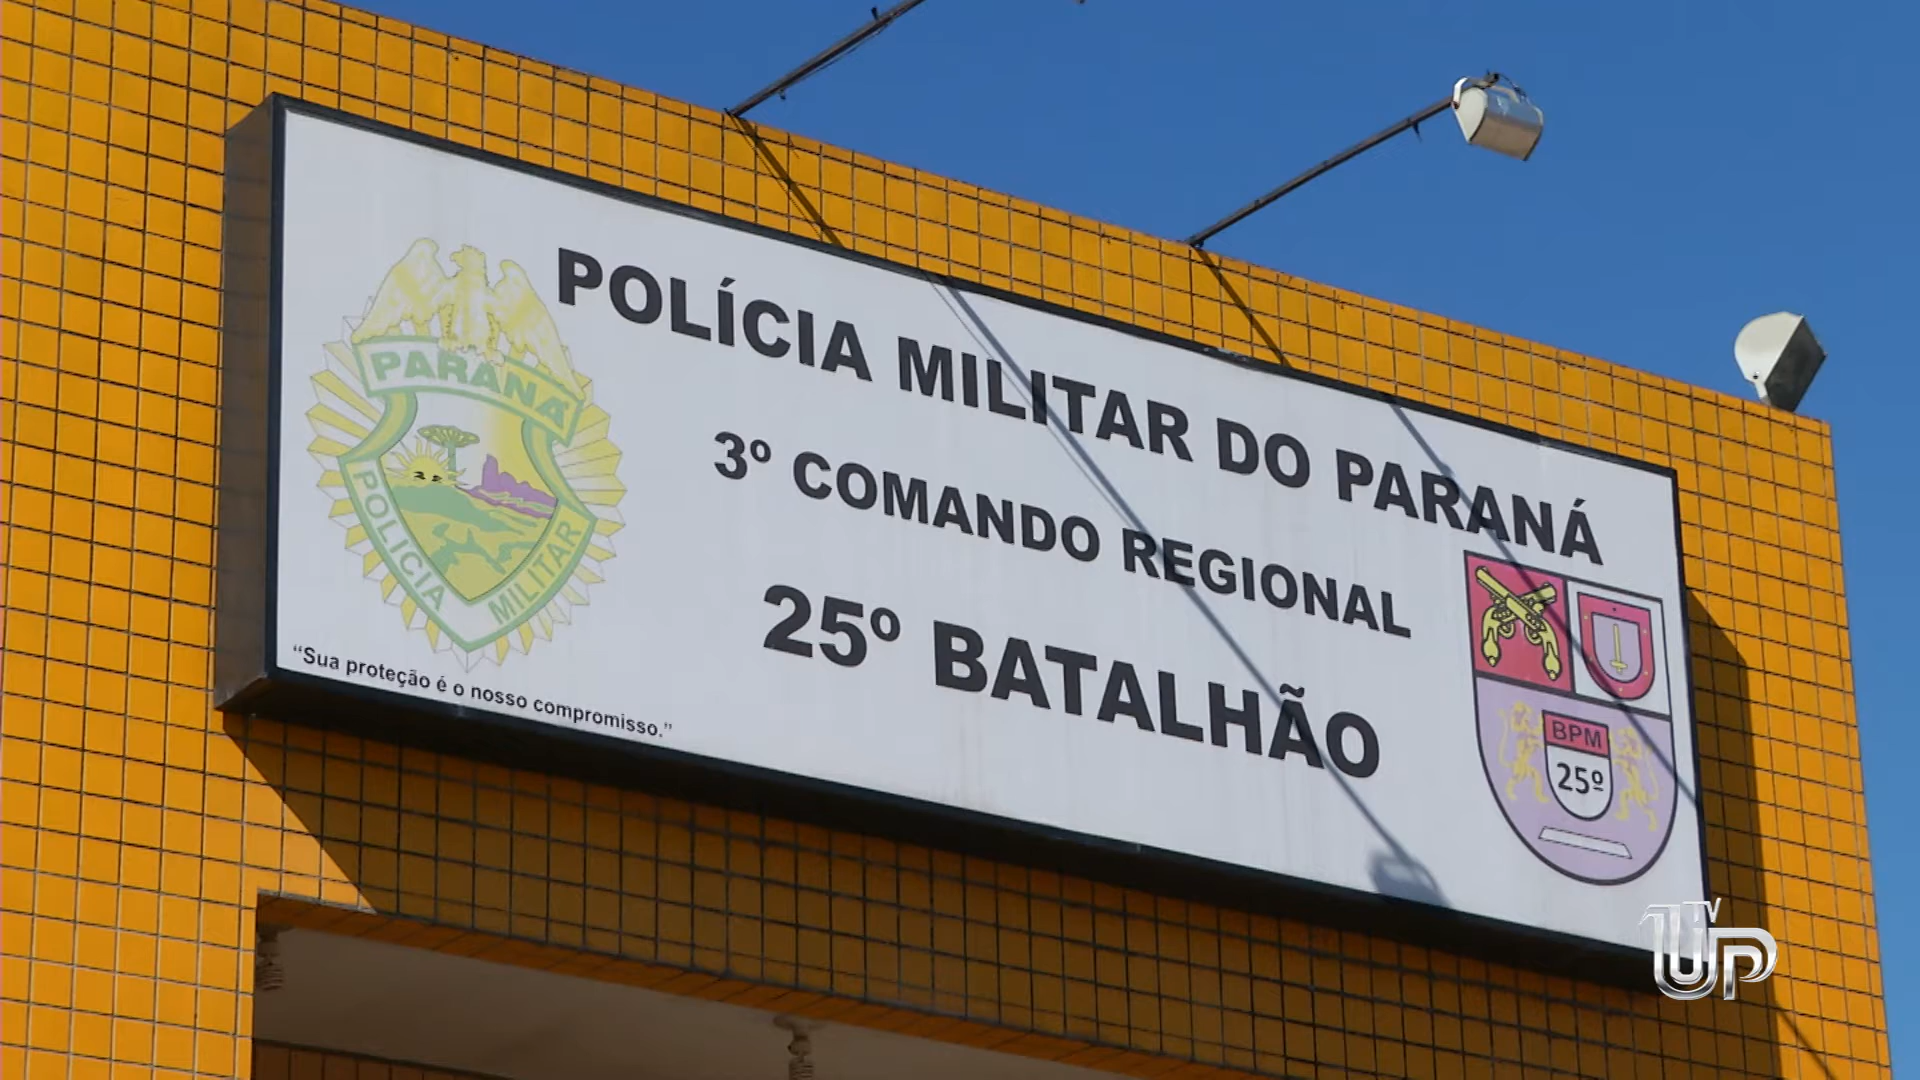 POLÍCIA MILITAR DO PARANÁ
3º COMANDO REGIONAL
25º BATALHÃO
"Sua proteção é o nosso compromisso."
PARANÁ
POLICIA MILITAR
BPM
25º
TV
UP